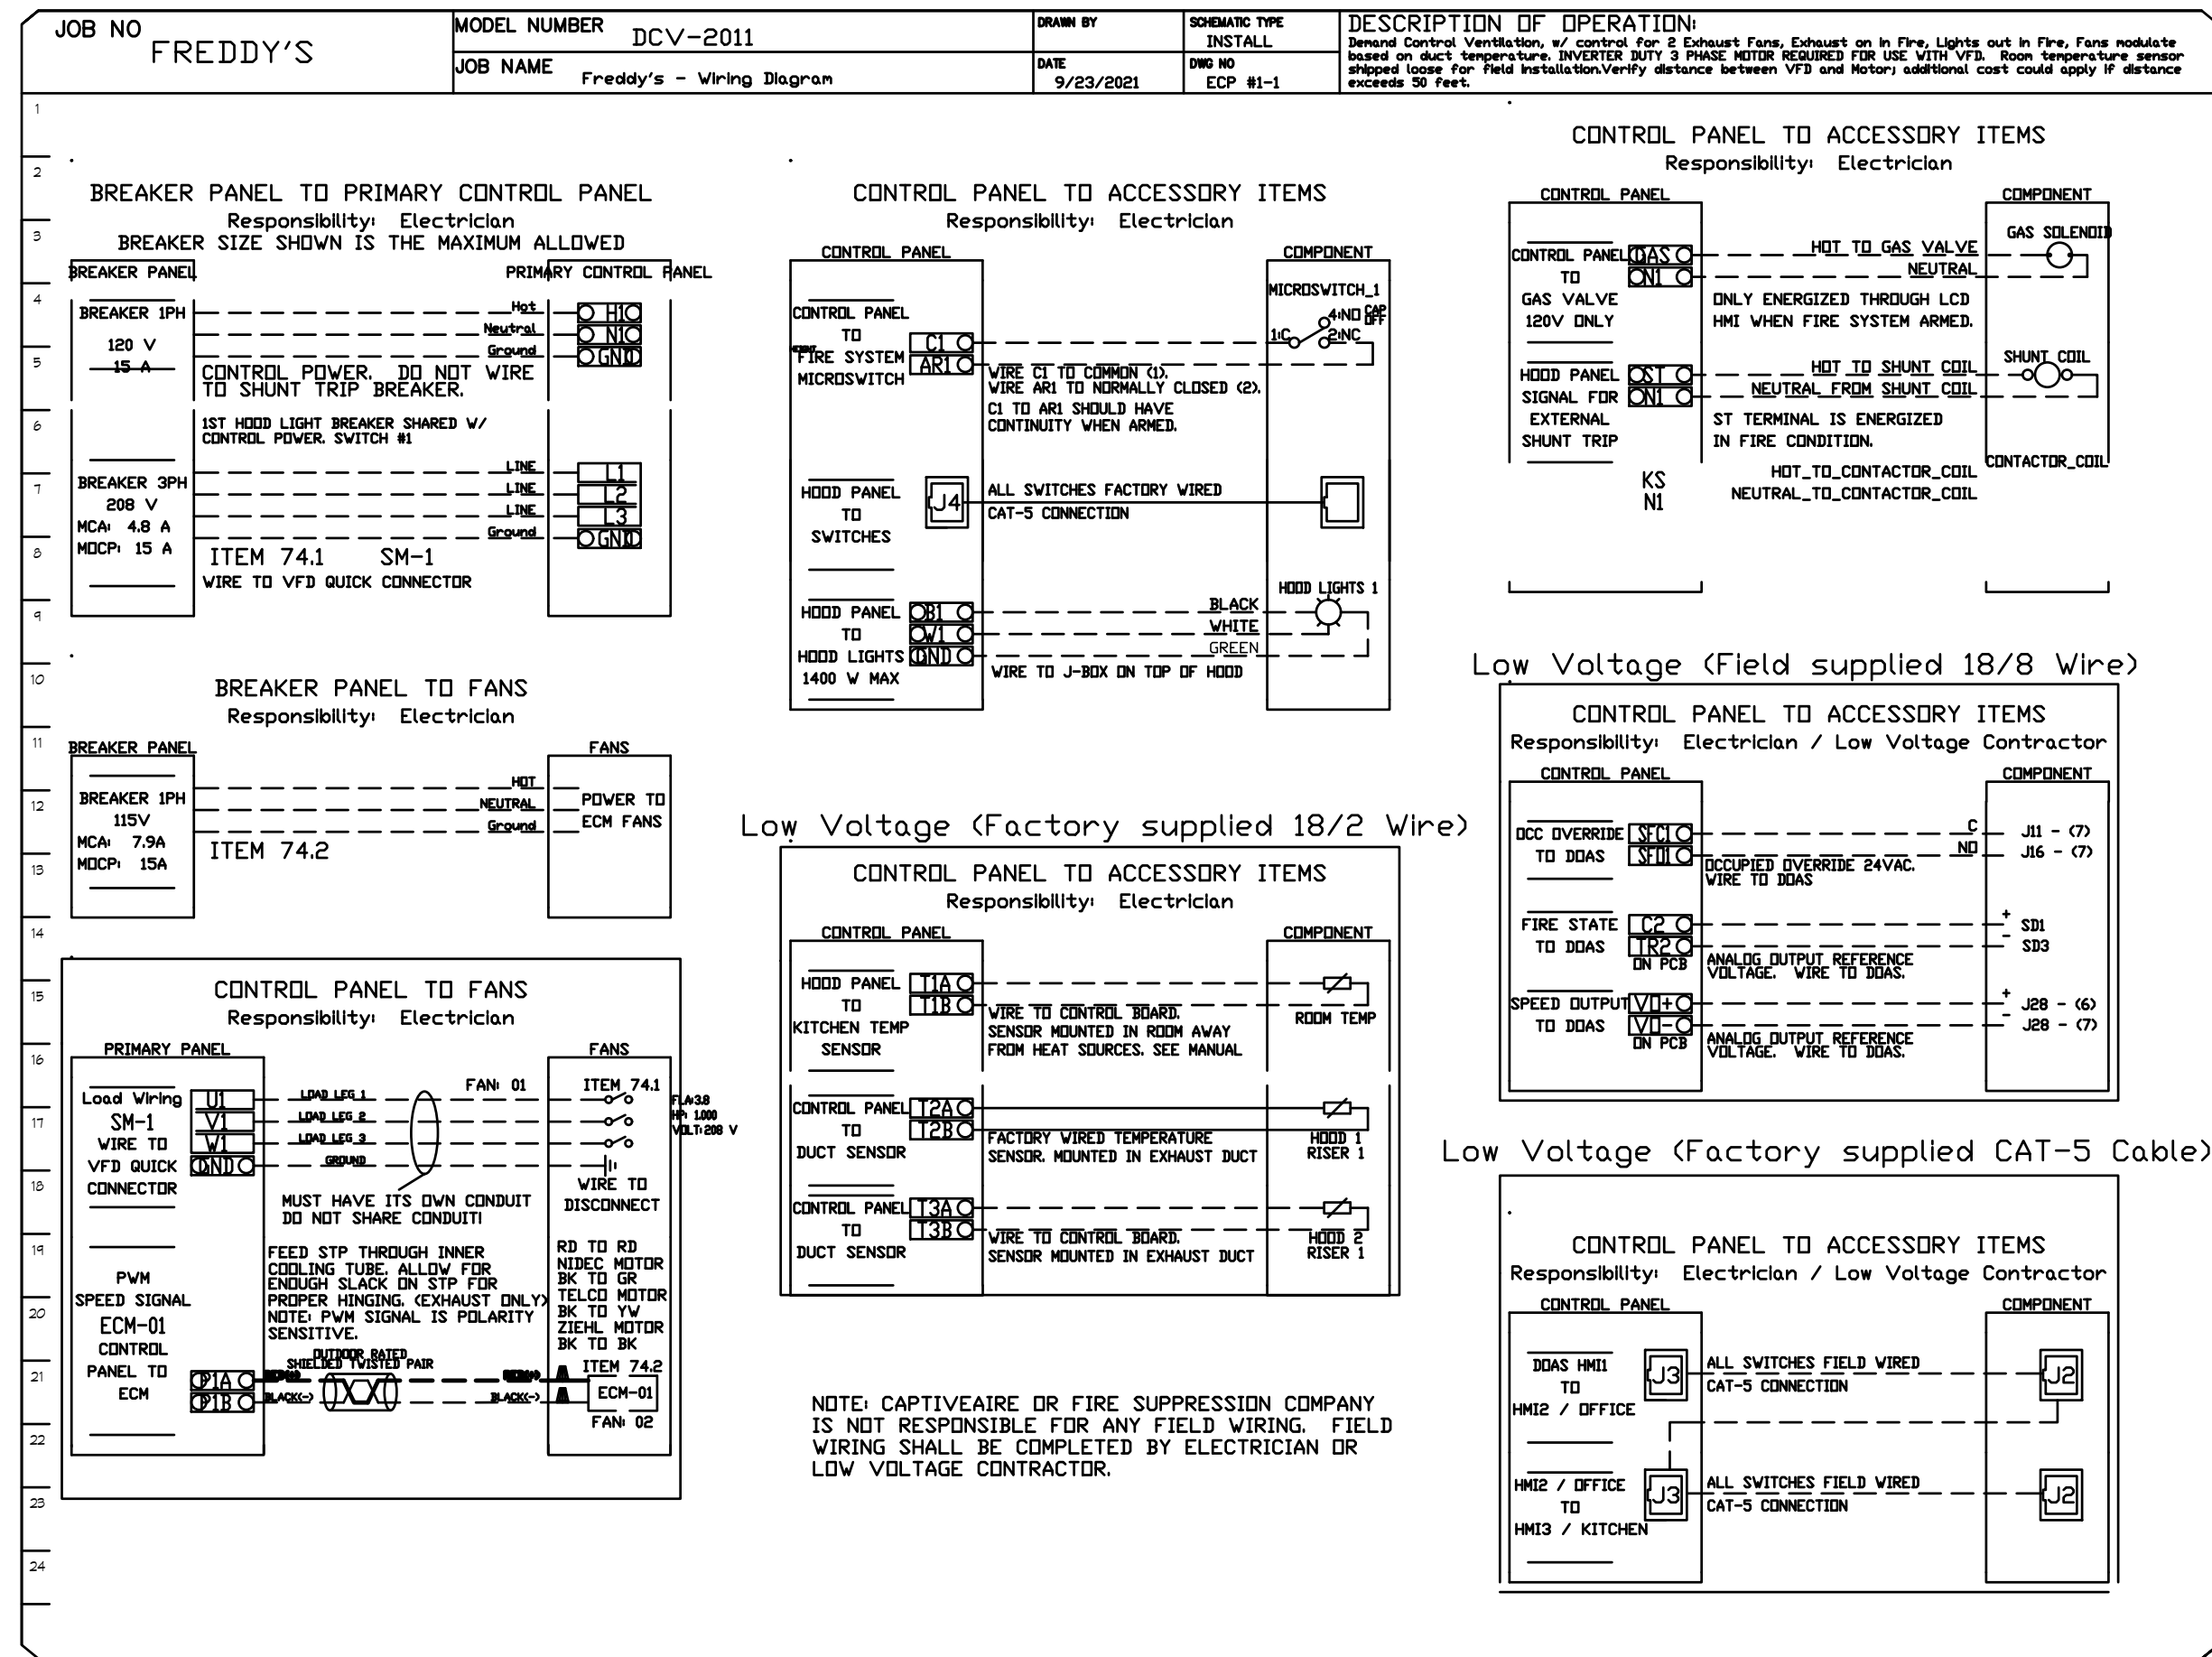 JOB NO
FREDDY'S
MODEL NUMBER
DCV-2011
JOB NAME
Freddy's - Wiring Diagram
DRAWN BY
DATE
9/23/2021
SCHEMATIC TYPE
INSTALL
DWG NO
ECP #1-1
DESCRIPTION OF OPERATION:
Demand Control Ventilation, w/ control for 2 Exhaust Fans, Exhaust on in Fire, Lights out in Fire, Fans modulate
based on duct temperature. INVERTER DUTY 3 PHASE MOTOR REQUIRED FOR USE WITH VFD. Room temperature sensor
shipped loose for field installation.Verify distance between VFD and Motor; additional cost could apply if distance
exceeds 50 feet.
1
2
3
4
5
6
7
8
9
10
11
12
13
14
15
16
17
18
19
20
21
22
23
24
BREAKER PANEL TO PRIMARY CONTROL PANEL
Responsibility: Electrician
BREAKER SIZE SHOWN IS THE MAXIMUM ALLOWED
BREAKER PANEL
PRIMARY CONTROL PANEL
BREAKER 1PH
120 V
15 A
Hot
H1
Neutral
N1
Ground
GND
CONTROL POWER. DO NOT WIRE
TO SHUNT TRIP BREAKER.
1ST HOOD LIGHT BREAKER SHARED W/
CONTROL POWER. SWITCH #1
BREAKER 3PH
208 V
MCA: 4.8 A
MOCP: 15 A
LINE
L1
LINE
L2
LINE
L3
Ground
GND
ITEM 74.1 SM-1
WIRE TO VFD QUICK CONNECTOR
BREAKER PANEL TO FANS
Responsibility: Electrician
BREAKER PANEL
FANS
BREAKER 1PH
115V
MCA: 7.9A
MOCP: 15A
HOT
NEUTRAL
Ground
POWER TO
ECM FANS
ITEM 74.2
CONTROL PANEL TO FANS
Responsibility: Electrician
PRIMARY PANEL
FANS
Load Wiring
SM-1
WIRE TO
VFD QUICK
CONNECTOR
U1
V1
W1
GND
LOAD LEG 1
LOAD LEG 2
LOAD LEG 3
GROUND
FAN: 01
ITEM 74.1
FLA:3.8
HP: 1.000
VOLT: 208 V
WIRE TO
DISCONNECT
MUST HAVE ITS OWN CONDUIT
DO NOT SHARE CONDUIT!
PWM
SPEED SIGNAL
ECM-01
CONTROL
PANEL TO
ECM
FEED STP THROUGH INNER
COOLING TUBE. ALLOW FOR
ENOUGH SLACK ON STP FOR
PROPER HINGING. (EXHAUST ONLY)
NOTE: PWM SIGNAL IS POLARITY
SENSITIVE.
RD TO RD
NIDEC MOTOR
BK TO GR
TELCO MOTOR
BK TO YW
ZIEHL MOTOR
BK TO BK
OUTDOOR RATED
SHIELDED TWISTED PAIR
P1A
P1B
BLACK(-)
BLACK(-)
ITEM 74.2
ECM-01
FAN: 02
CONTROL PANEL TO ACCESSORY ITEMS
Responsibility: Electrician
CONTROL PANEL
COMPONENT
CONTROL PANEL
TO
FIRE SYSTEM
MICROSWITCH
C1
AR1
MICROSWITCH_1
4:NO CAP
OFF
1:C
2:NC
WIRE C1 TO COMMON (1).
WIRE AR1 TO NORMALLY CLOSED (2).
C1 TO AR1 SHOULD HAVE
CONTINUITY WHEN ARMED.
HOOD PANEL
TO
SWITCHES
J4
ALL SWITCHES FACTORY WIRED
CAT-5 CONNECTION
HOOD PANEL
TO
HOOD LIGHTS
1400 W MAX
B1
W1
GND
BLACK
WHITE
GREEN
HOOD LIGHTS 1
WIRE TO J-BOX ON TOP OF HOOD
Low Voltage (Factory supplied 18/2 Wire)
CONTROL PANEL TO ACCESSORY ITEMS
Responsibility: Electrician
CONTROL PANEL
COMPONENT
HOOD PANEL
TO
KITCHEN TEMP
SENSOR
T1A
T1B
WIRE TO CONTROL BOARD.
SENSOR MOUNTED IN ROOM AWAY
FROM HEAT SOURCES. SEE MANUAL
ROOM TEMP
CONTROL PANEL
TO
DUCT SENSOR
T2A
T2B
FACTORY WIRED TEMPERATURE
SENSOR. MOUNTED IN EXHAUST DUCT
HOOD 1
RISER 1
CONTROL PANEL
TO
DUCT SENSOR
T3A
T3B
WIRE TO CONTROL BOARD.
SENSOR MOUNTED IN EXHAUST DUCT
HOOD 2
RISER 1
NOTE: CAPTIVEAIRE OR FIRE SUPPRESSION COMPANY
IS NOT RESPONSIBLE FOR ANY FIELD WIRING. FIELD
WIRING SHALL BE COMPLETED BY ELECTRICIAN OR
LOW VOLTAGE CONTRACTOR.
CONTROL PANEL TO ACCESSORY ITEMS
Responsibility: Electrician
CONTROL PANEL
COMPONENT
CONTROL PANEL
TO
GAS VALVE
120V ONLY
GAS
N1
HOT TO GAS VALVE
NEUTRAL
GAS SOLENOID
ONLY ENERGIZED THROUGH LCD
HMI WHEN FIRE SYSTEM ARMED.
HOOD PANEL
SIGNAL FOR
EXTERNAL
SHUNT TRIP
ST
N1
HOT TO SHUNT COIL
NEUTRAL FROM SHUNT COIL
SHUNT COIL
ST TERMINAL IS ENERGIZED
IN FIRE CONDITION.
KS
N1
HOT_TO_CONTACTOR_COIL
NEUTRAL_TO_CONTACTOR_COIL
CONTACTOR_COIL
Low Voltage (Field supplied 18/8 Wire)
CONTROL PANEL TO ACCESSORY ITEMS
Responsibility: Electrician / Low Voltage Contractor
CONTROL PANEL
COMPONENT
OCC OVERRIDE
TO DOAS
SFC1
SFO1
C
NO
J11 - (7)
J16 - (7)
OCCUPIED OVERRIDE 24VAC.
WIRE TO DOAS
FIRE STATE
TO DOAS
C2
TR2
ON PCB
+
-
SD1
SD3
ANALOG OUTPUT REFERENCE
VOLTAGE. WIRE TO DOAS.
SPEED OUTPUT
TO DOAS
VO+
VO-
ON PCB
+
-
J28 - (6)
J28 - (7)
ANALOG OUTPUT REFERENCE
VOLTAGE. WIRE TO DOAS.
Low Voltage (Factory supplied CAT-5 Cable)
CONTROL PANEL TO ACCESSORY ITEMS
Responsibility: Electrician / Low Voltage Contractor
CONTROL PANEL
COMPONENT
DOAS HMI1
TO
HMI2 / OFFICE
J3
ALL SWITCHES FIELD WIRED
CAT-5 CONNECTION
J2
HMI2 / OFFICE
TO
HMI3 / KITCHEN
J3
ALL SWITCHES FIELD WIRED
CAT-5 CONNECTION
J2